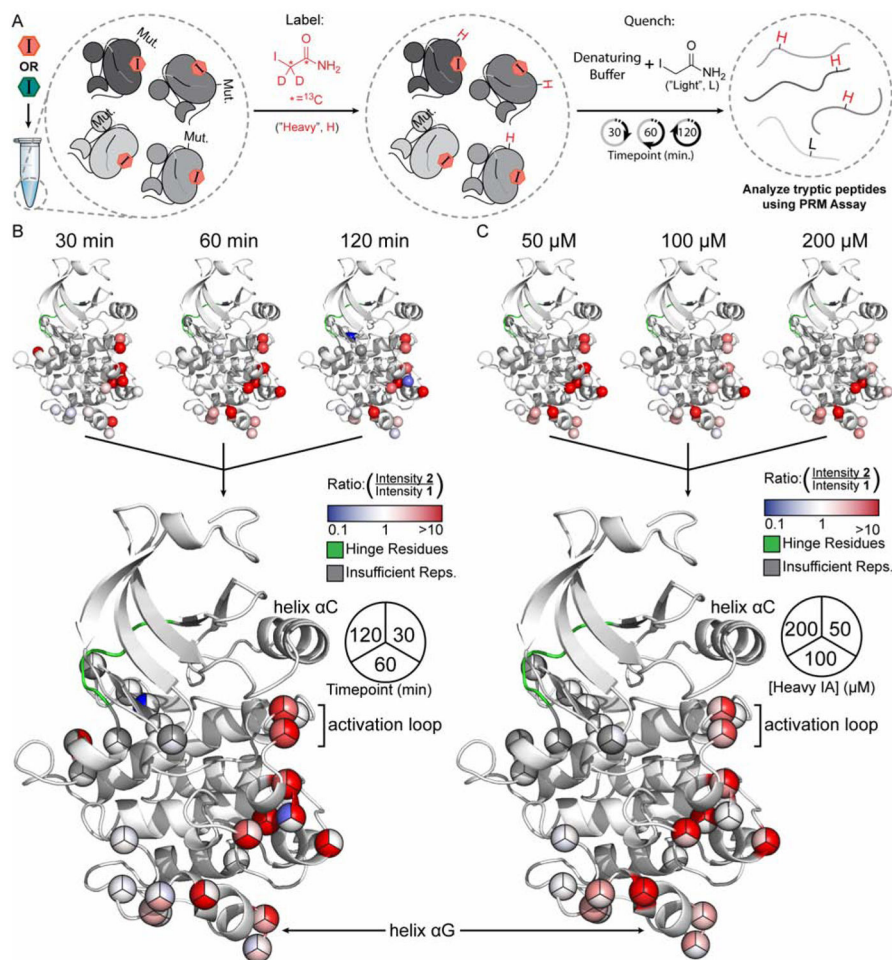 A
I
OR
I
Mut.
I
I
Mut.
Mut.
Mut.
I
I
Label:
I
O
NH₂
D D
*=¹³C
("Heavy", H)
H
I
I
H
H
I
I
Quench:
Denaturing
Buffer
+
I
O
NH₂
("Light", L)
30
60
120
Timepoint (min.)
H
H
H
L
Analyze tryptic peptides
using PRM Assay
B
30 min
60 min
120 min
C
50 µM
100 µM
200 µM
Ratio: (Intensity 2 / Intensity 1)
0.1 1 >10
Hinge Residues
Insufficient Reps.
helix αC
120 30
60
Timepoint (min)
activation loop
Ratio: (Intensity 2 / Intensity 1)
0.1 1 >10
Hinge Residues
Insufficient Reps.
helix αC
200 50
100
[Heavy IA] (µM)
activation loop
helix αG